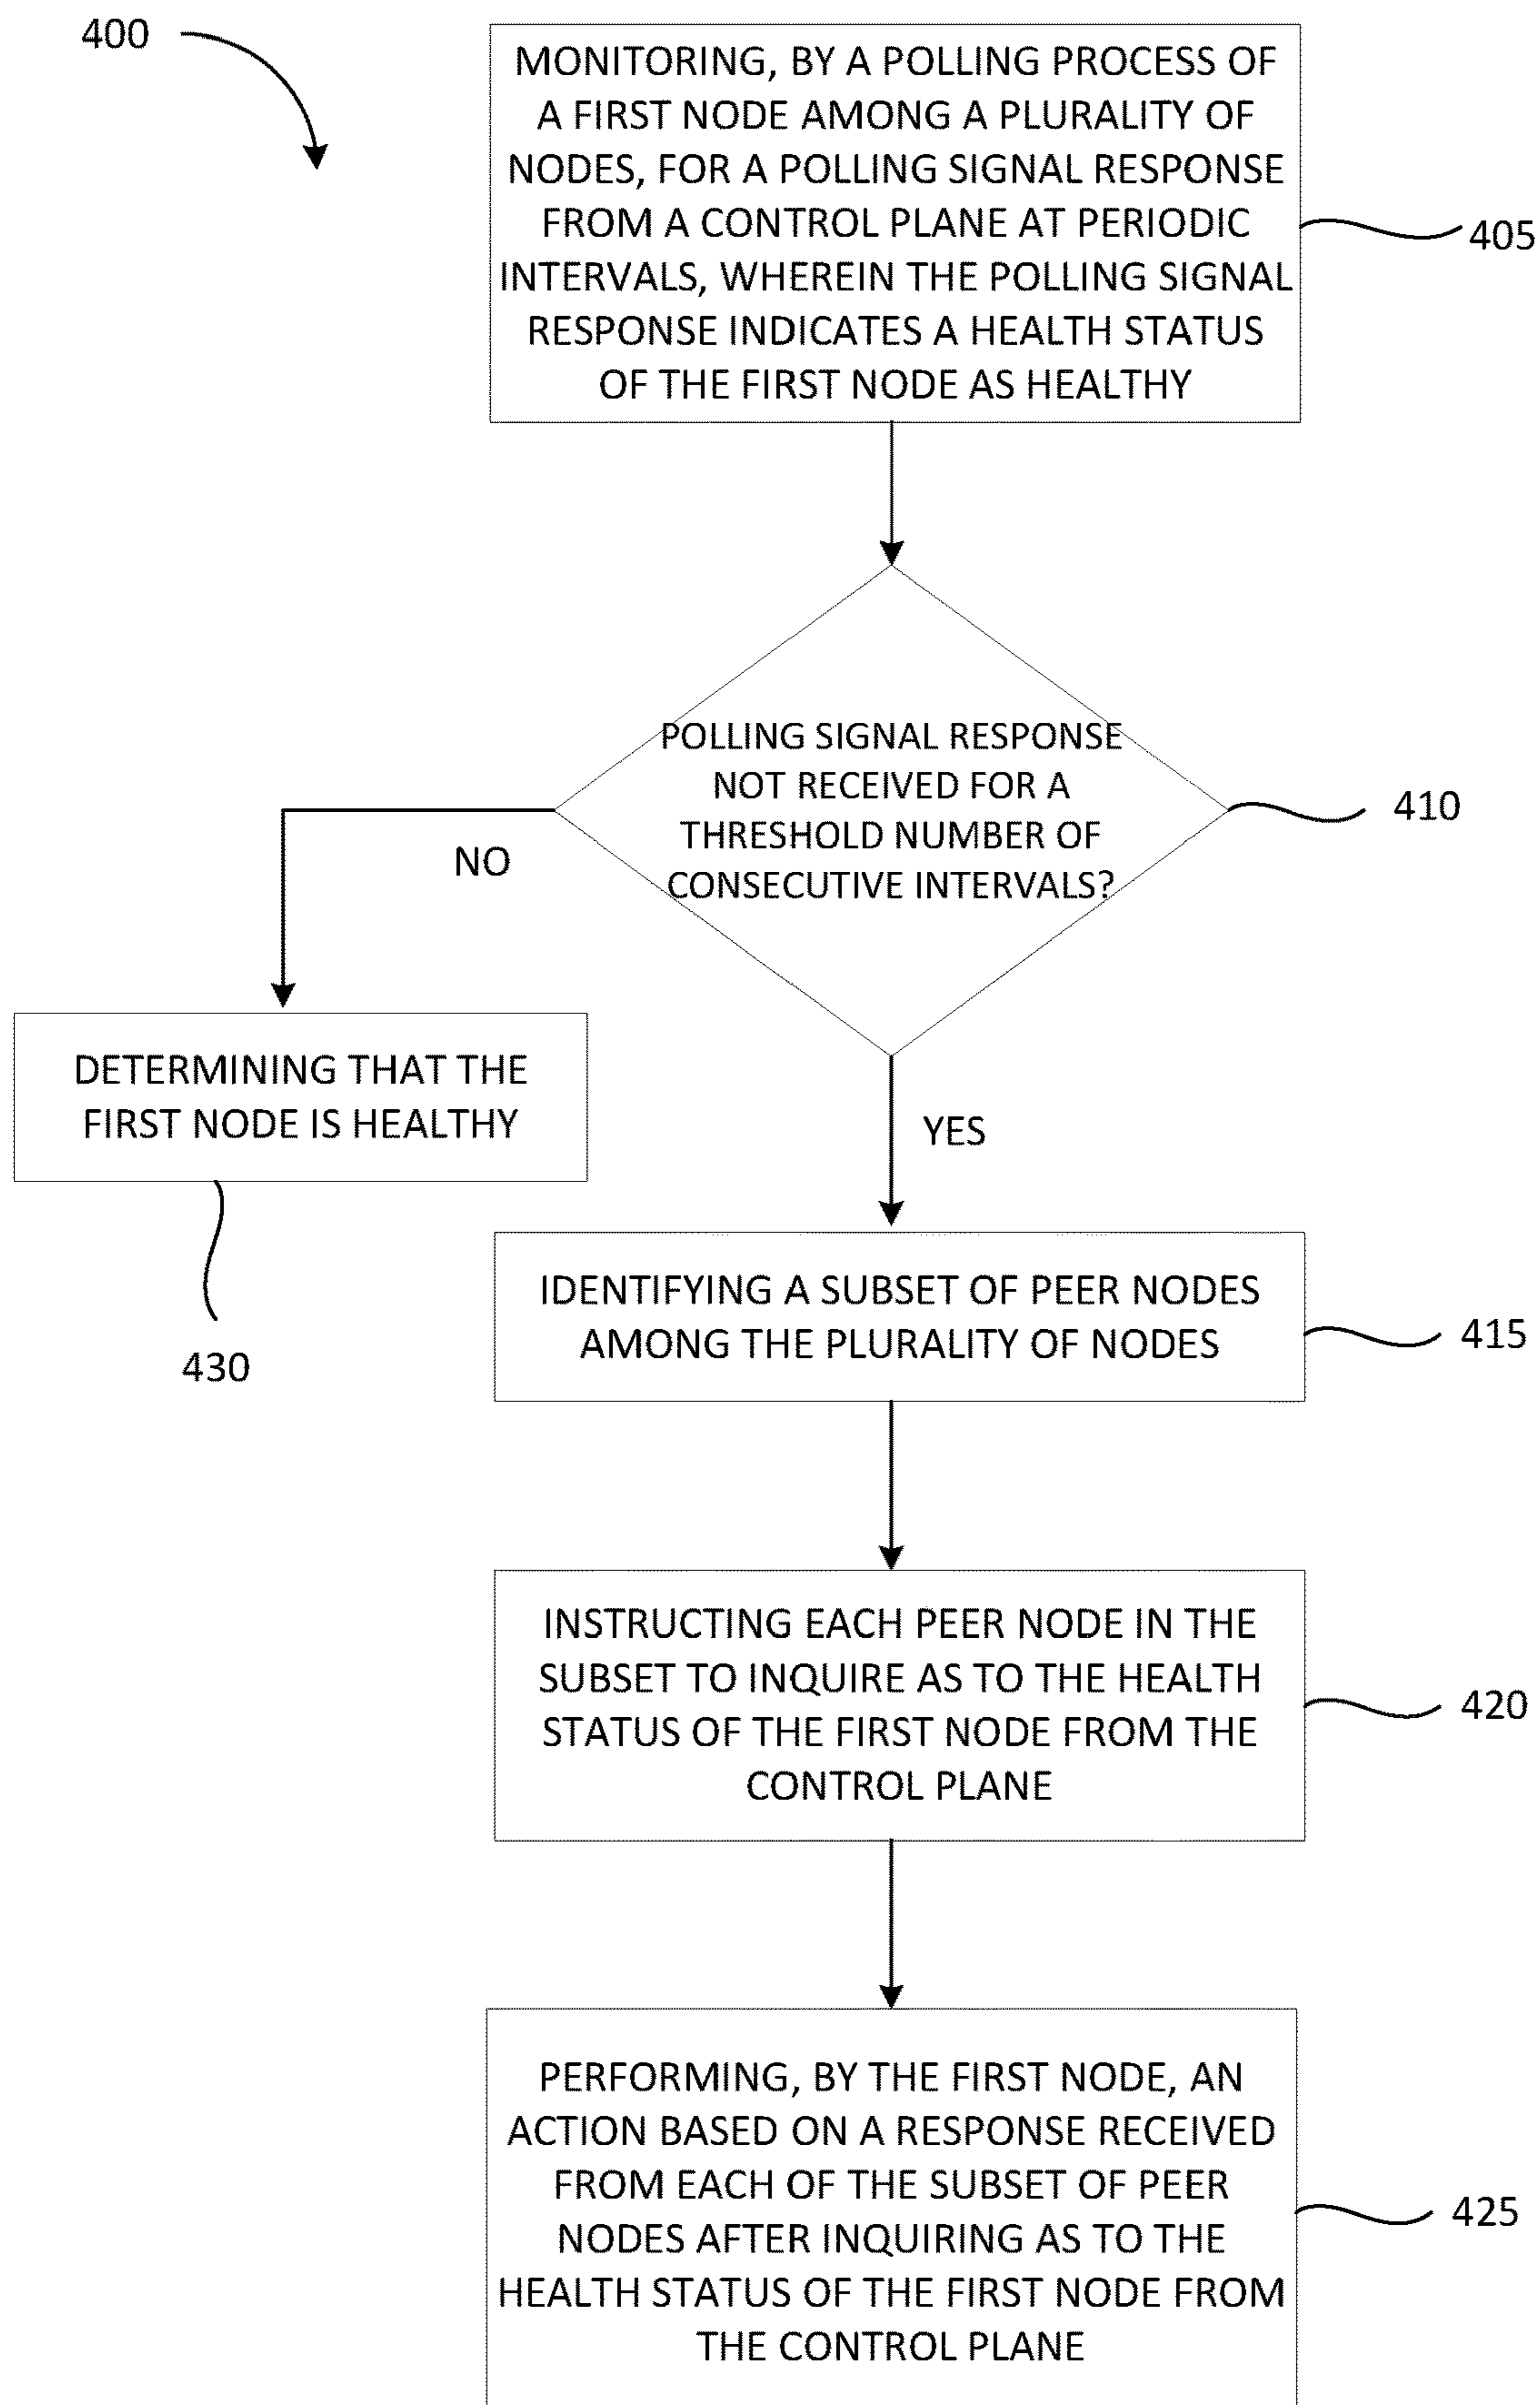 400
MONITORING, BY A POLLING PROCESS OF
A FIRST NODE AMONG A PLURALITY OF
NODES, FOR A POLLING SIGNAL RESPONSE
FROM A CONTROL PLANE AT PERIODIC
INTERVALS, WHEREIN THE POLLING SIGNAL
RESPONSE INDICATES A HEALTH STATUS
OF THE FIRST NODE AS HEALTHY
405
POLLING SIGNAL RESPONSE
NOT RECEIVED FOR A
THRESHOLD NUMBER OF
CONSECUTIVE INTERVALS?
410
NO
DETERMINING THAT THE
FIRST NODE IS HEALTHY
430
YES
IDENTIFYING A SUBSET OF PEER NODES
AMONG THE PLURALITY OF NODES
415
INSTRUCTING EACH PEER NODE IN THE
SUBSET TO INQUIRE AS TO THE HEALTH
STATUS OF THE FIRST NODE FROM THE
CONTROL PLANE
420
PERFORMING, BY THE FIRST NODE, AN
ACTION BASED ON A RESPONSE RECEIVED
FROM EACH OF THE SUBSET OF PEER
NODES AFTER INQUIRING AS TO THE
HEALTH STATUS OF THE FIRST NODE FROM
THE CONTROL PLANE
425